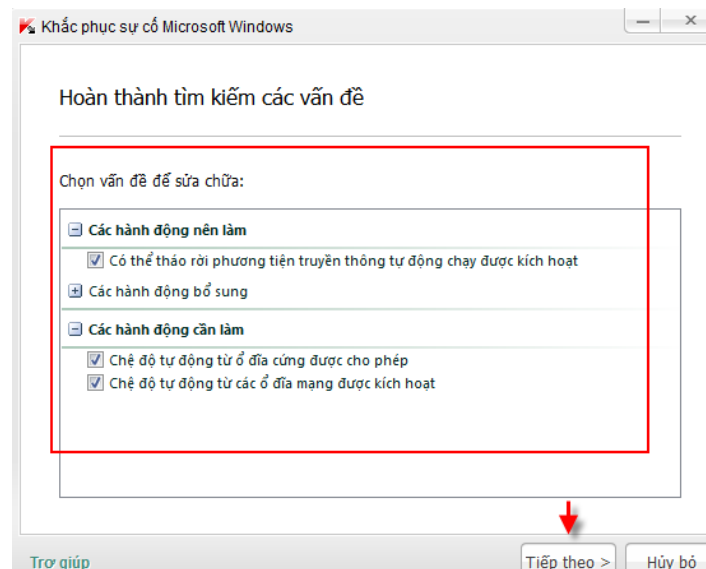 Khắc phục sự cố Microsoft Windows
Hoàn thành tìm kiếm các vấn đề
Chọn vấn đề để sửa chữa:
Các hành động nên làm
Có thể tháo rời phương tiện truyền thông tự động chạy được kích hoạt
Các hành động bổ sung
Các hành động cần làm
Chệ độ tự động từ ổ đĩa cứng được cho phép
Chệ độ tự động từ các ổ đĩa mạng được kích hoạt
Trợ giúp
Tiếp theo >
Hủy bỏ